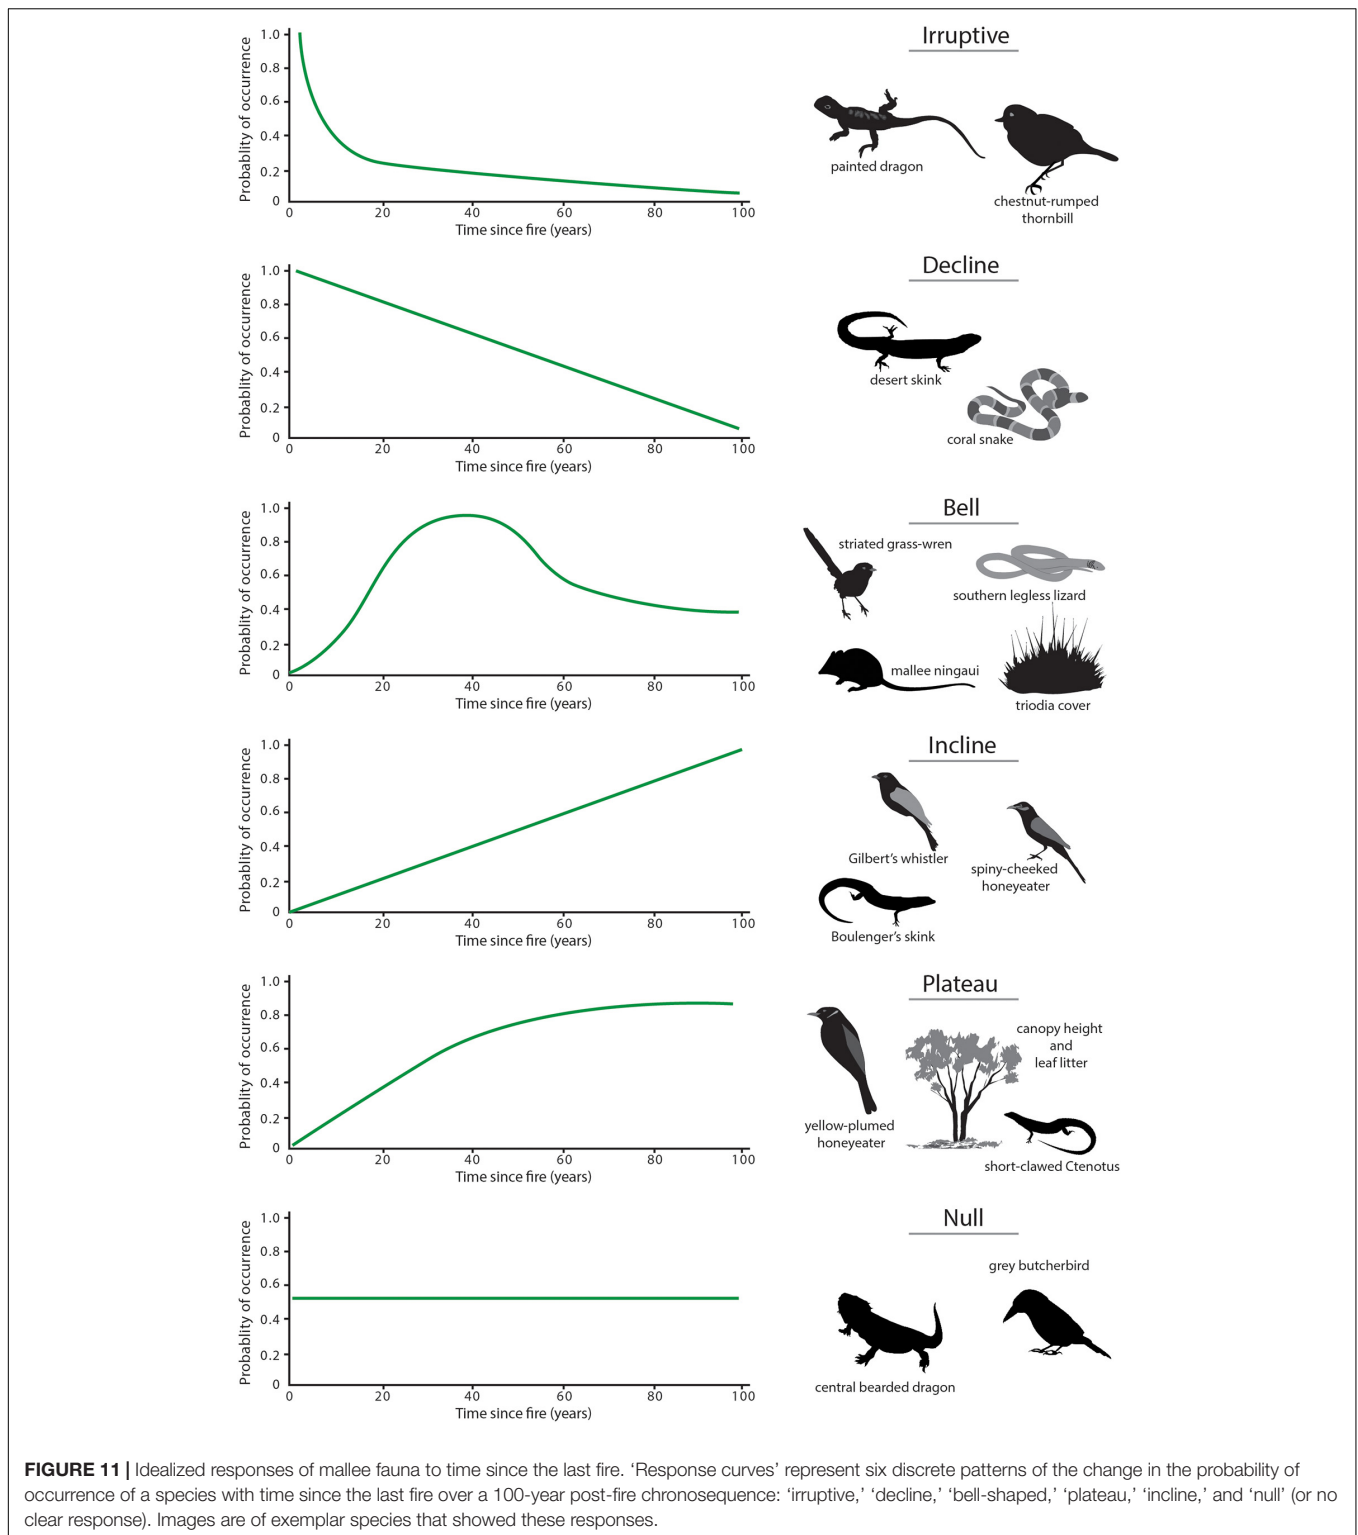 Irruptive
Probablity of occurrence
1.0
0.8
0.6
0.4
0.2
0
0
20
40
60
80
100
Time since fire (years)
painted dragon
chestnut-rumped
thornbill
Decline
Probablity of occurrence
1.0
0.8
0.6
0.4
0.2
0
0
20
40
60
80
100
Time since fire (years)
desert skink
coral snake
Bell
Probablity of occurrence
1.0
0.8
0.6
0.4
0.2
0
0
20
40
60
80
100
Time since fire (years)
striated grass-wren
southern legless lizard
mallee ningaui
triodia cover
Incline
Probablity of occurrence
1.0
0.8
0.6
0.4
0.2
0
0
20
40
60
80
100
Time since fire (years)
Gilbert's whistler
spiny-cheeked
honeyeater
Boulenger's skink
Plateau
Probablity of occurrence
1.0
0.8
0.6
0.4
0.2
0
0
20
40
60
80
100
Time since fire (years)
canopy height
and
leaf litter
yellow-plumed
honeyeater
short-clawed Ctenotus
Null
Probablity of occurrence
1.0
0.8
0.6
0.4
0.2
0
0
20
40
60
80
100
Time since fire (years)
grey butcherbird
central bearded dragon
FIGURE 11 | Idealized responses of mallee fauna to time since the last fire. ‘Response curves’ represent six discrete patterns of the change in the probability of
occurrence of a species with time since the last fire over a 100-year post-fire chronosequence: ‘irruptive,’ ‘decline,’ ‘bell-shaped,’ ‘plateau,’ ‘incline,’ and ‘null’ (or no
clear response). Images are of exemplar species that showed these responses.